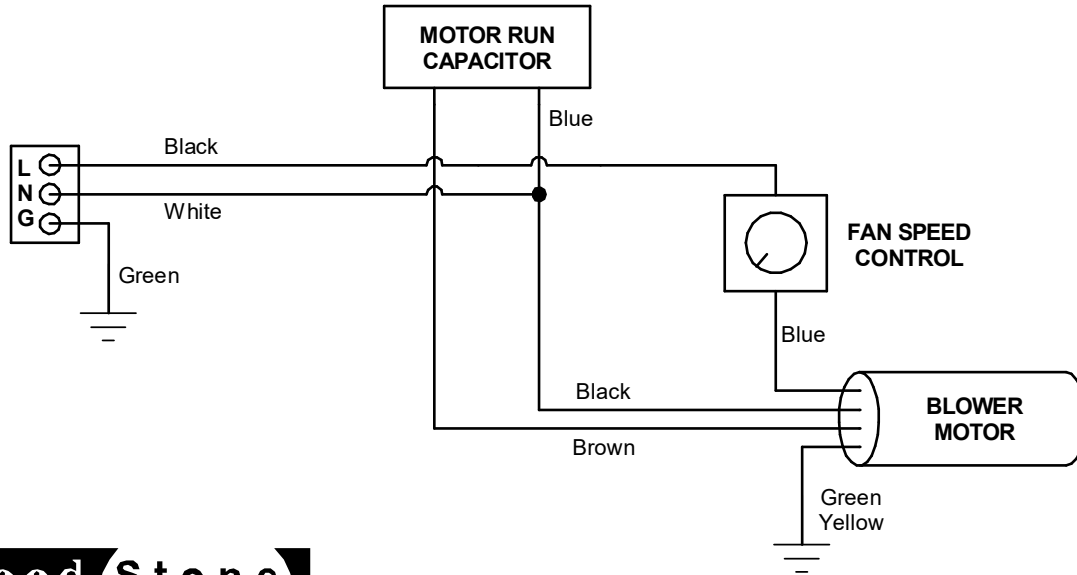 MOTOR RUN
CAPACITOR
Blue
Black
L
N
White
G
FAN SPEED
CONTROL
Green
Blue
Black
BLOWER
MOTOR
Brown
Green
Yellow